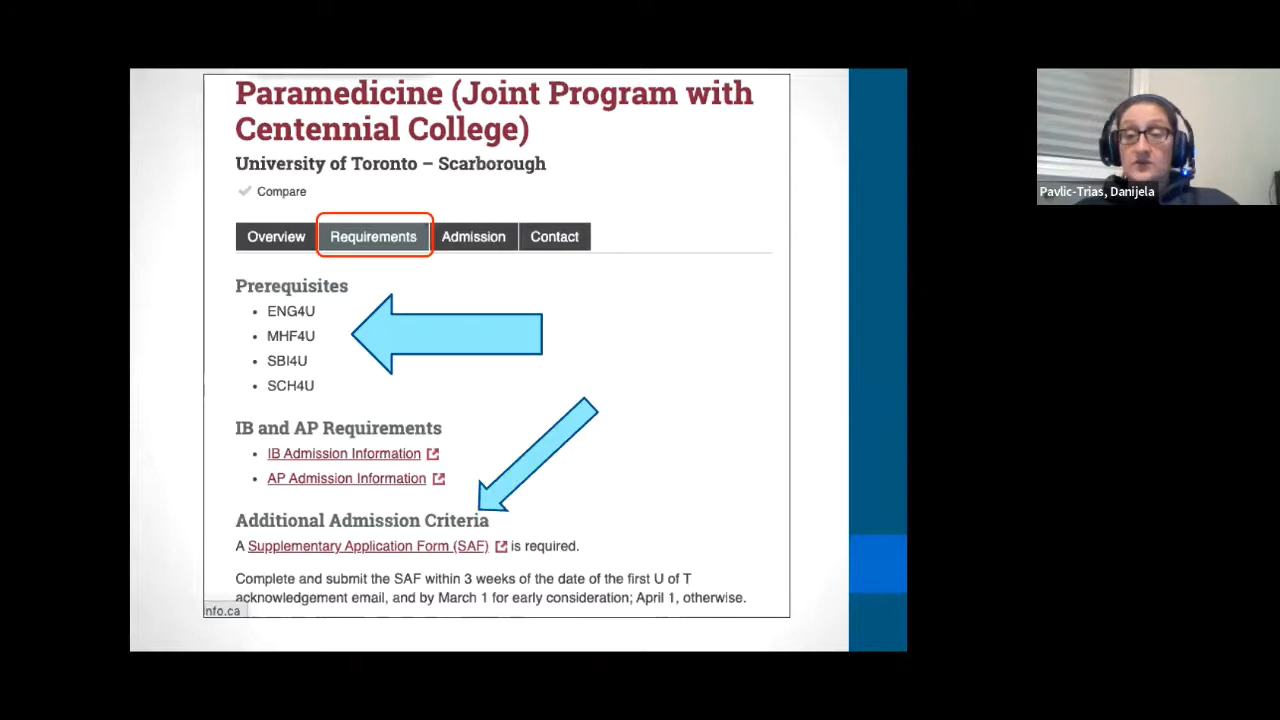 Paramedicine (Joint Program with
Centennial College)
University of Toronto – Scarborough
Compare
Overview
Requirements
Admission
Contact
Prerequisites
• ENG4U
• MHF4U
• SBI4U
• SCH4U
IB and AP Requirements
• IB Admission Information
• AP Admission Information
Additional Admission Criteria
A Supplementary Application Form (SAF) is required.
Complete and submit the SAF within 3 weeks of the date of the first U of T
acknowledgement email, and by March 1 for early consideration; April 1, otherwise.
nfo.ca
Pavlic-Trias, Danijela